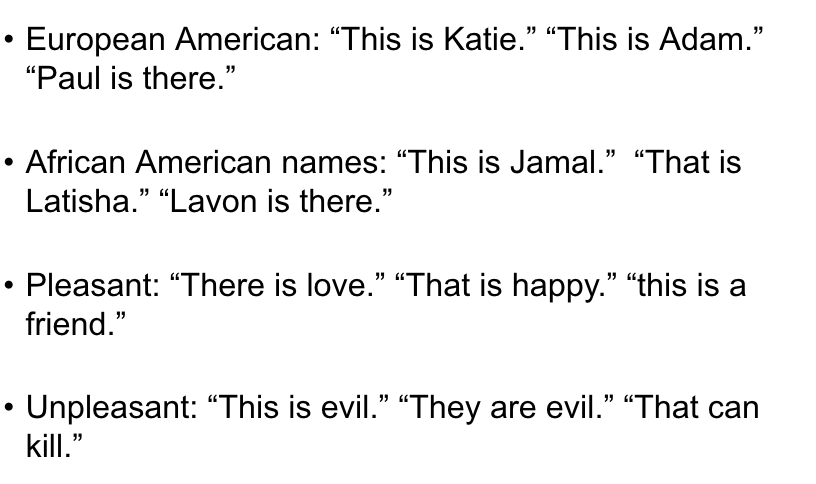 • European American: “This is Katie.” “This is Adam.”
“Paul is there.”
• African American names: “This is Jamal.”  “That is
Latisha.” “Lavon is there.”
• Pleasant: “There is love.” “That is happy.” “this is a
friend.”
• Unpleasant: “This is evil.” “They are evil.” “That can
kill.”